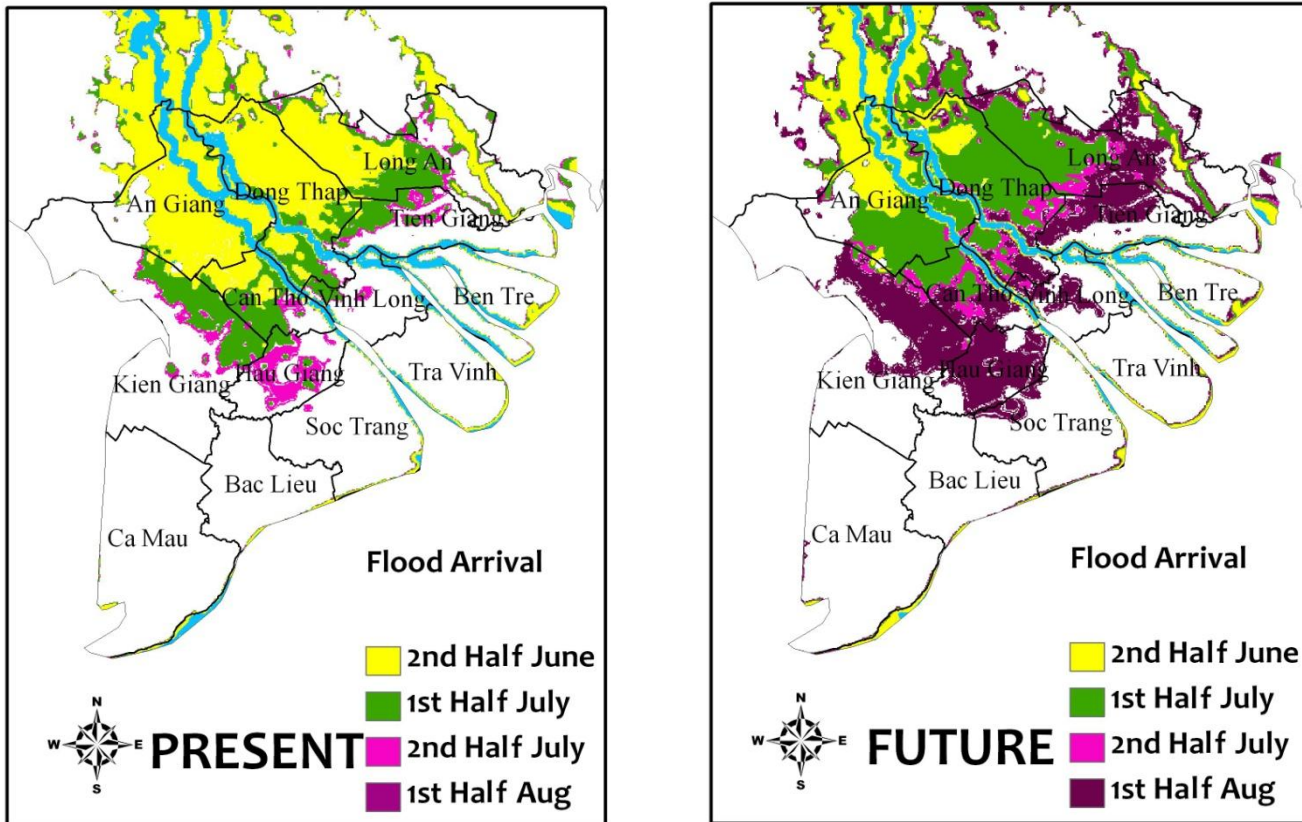 Long An
Dong Thap
An Giang
Tien Giang
Can Tho
Vinh Long
Ben Tre
Kien Giang
Hau Giang
Tra Vinh
Soc Trang
Bac Lieu
Ca Mau
Flood Arrival
2nd Half June
1st Half July
2nd Half July
1st Half Aug
N
W
E
S
PRESENT
Long An
Dong Thap
An Giang
Tien Giang
Can Tho
Vinh Long
Ben Tre
Kien Giang
Hau Giang
Tra Vinh
Soc Trang
Bac Lieu
Ca Mau
Flood Arrival
2nd Half June
1st Half July
2nd Half July
1st Half Aug
N
W
E
S
FUTURE